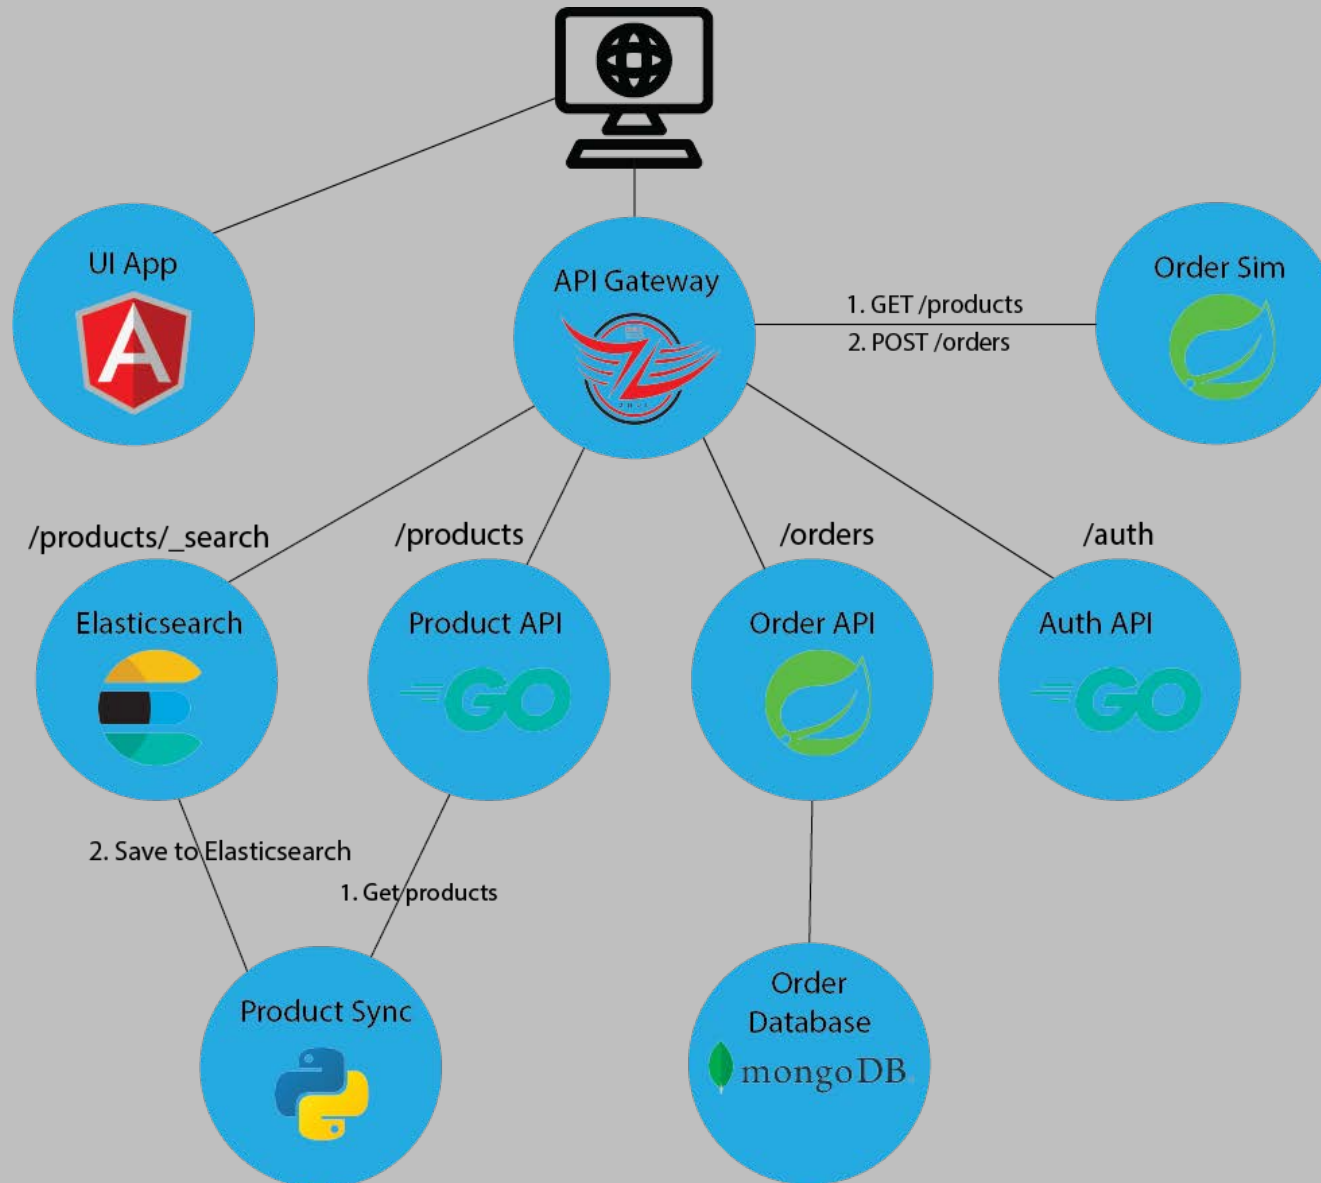 UI App
API Gateway
Order Sim
1. GET /products
2. POST /orders
/products/_search
/products
/orders
/auth
Elasticsearch
Product API
Order API
Auth API
GO
GO
2. Save to Elasticsearch
1. Get products
Product Sync
Order
Database
mongoDB